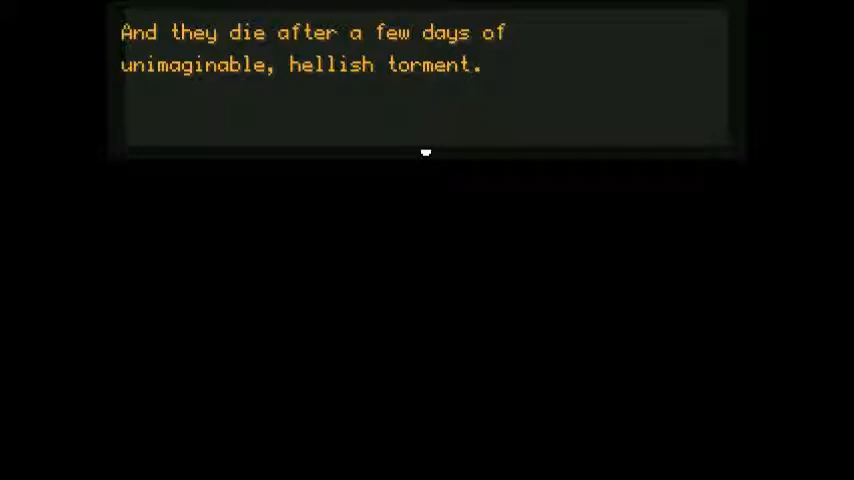 And they die after a few days of
unimaginable, hellish torment.